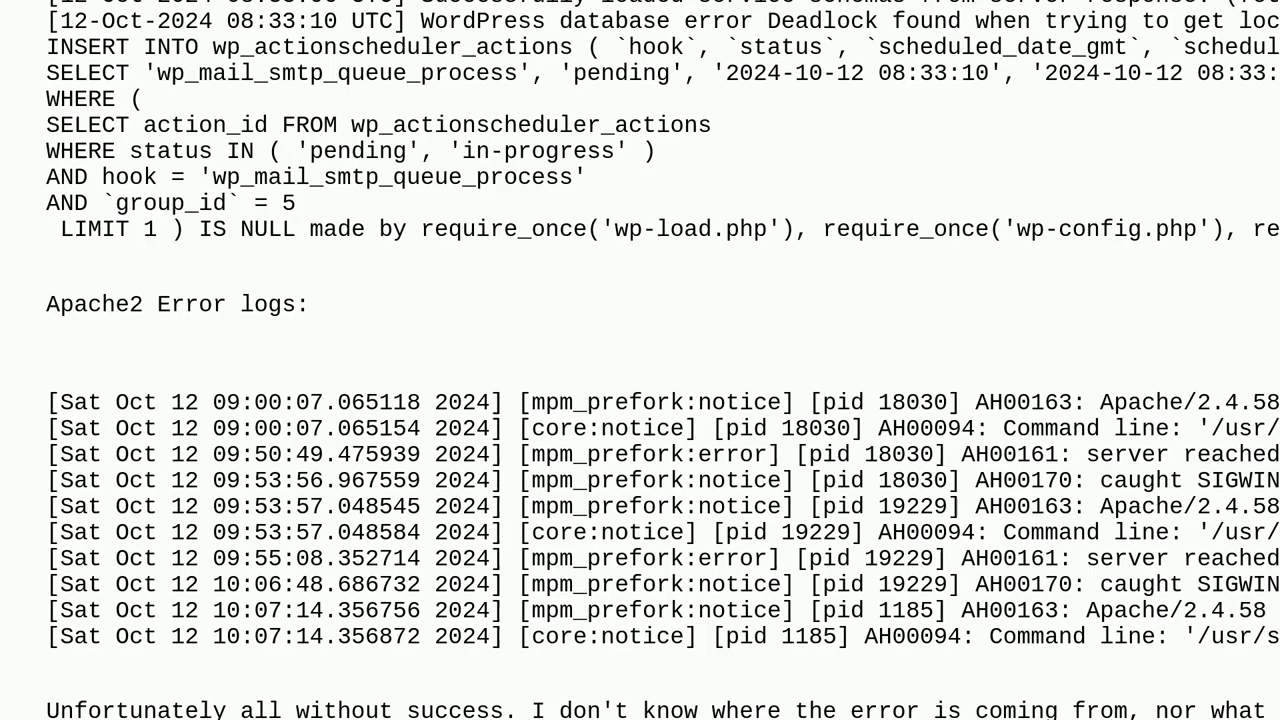 [12-Oct-2024 08:33:10 UTC] WordPress database error Deadlock found when trying to get loc
INSERT INTO wp_actionscheduler_actions ( `hook`, `status`, `scheduled_date_gmt`, `schedul
SELECT 'wp_mail_smtp_queue_process', 'pending', '2024-10-12 08:33:10', '2024-10-12 08:33:
WHERE (
SELECT action_id FROM wp_actionscheduler_actions
WHERE status IN ( 'pending', 'in-progress' )
AND hook = 'wp_mail_smtp_queue_process'
AND `group_id` = 5
 LIMIT 1 ) IS NULL made by require_once('wp-load.php'), require_once('wp-config.php'), re
Apache2 Error logs:
[Sat Oct 12 09:00:07.065118 2024] [mpm_prefork:notice] [pid 18030] AH00163: Apache/2.4.58
[Sat Oct 12 09:00:07.065154 2024] [core:notice] [pid 18030] AH00094: Command line: '/usr/
[Sat Oct 12 09:50:49.475939 2024] [mpm_prefork:error] [pid 18030] AH00161: server reached
[Sat Oct 12 09:53:56.967559 2024] [mpm_prefork:notice] [pid 18030] AH00170: caught SIGWIN
[Sat Oct 12 09:53:57.048545 2024] [mpm_prefork:notice] [pid 19229] AH00163: Apache/2.4.58
[Sat Oct 12 09:53:57.048584 2024] [core:notice] [pid 19229] AH00094: Command line: '/usr/
[Sat Oct 12 09:55:08.352714 2024] [mpm_prefork:error] [pid 19229] AH00161: server reached
[Sat Oct 12 10:06:48.686732 2024] [mpm_prefork:notice] [pid 19229] AH00170: caught SIGWIN
[Sat Oct 12 10:07:14.356756 2024] [mpm_prefork:notice] [pid 1185] AH00163: Apache/2.4.58
[Sat Oct 12 10:07:14.356872 2024] [core:notice] [pid 1185] AH00094: Command line: '/usr/s
Unfortunately all without success. I don't know where the error is coming from, nor what